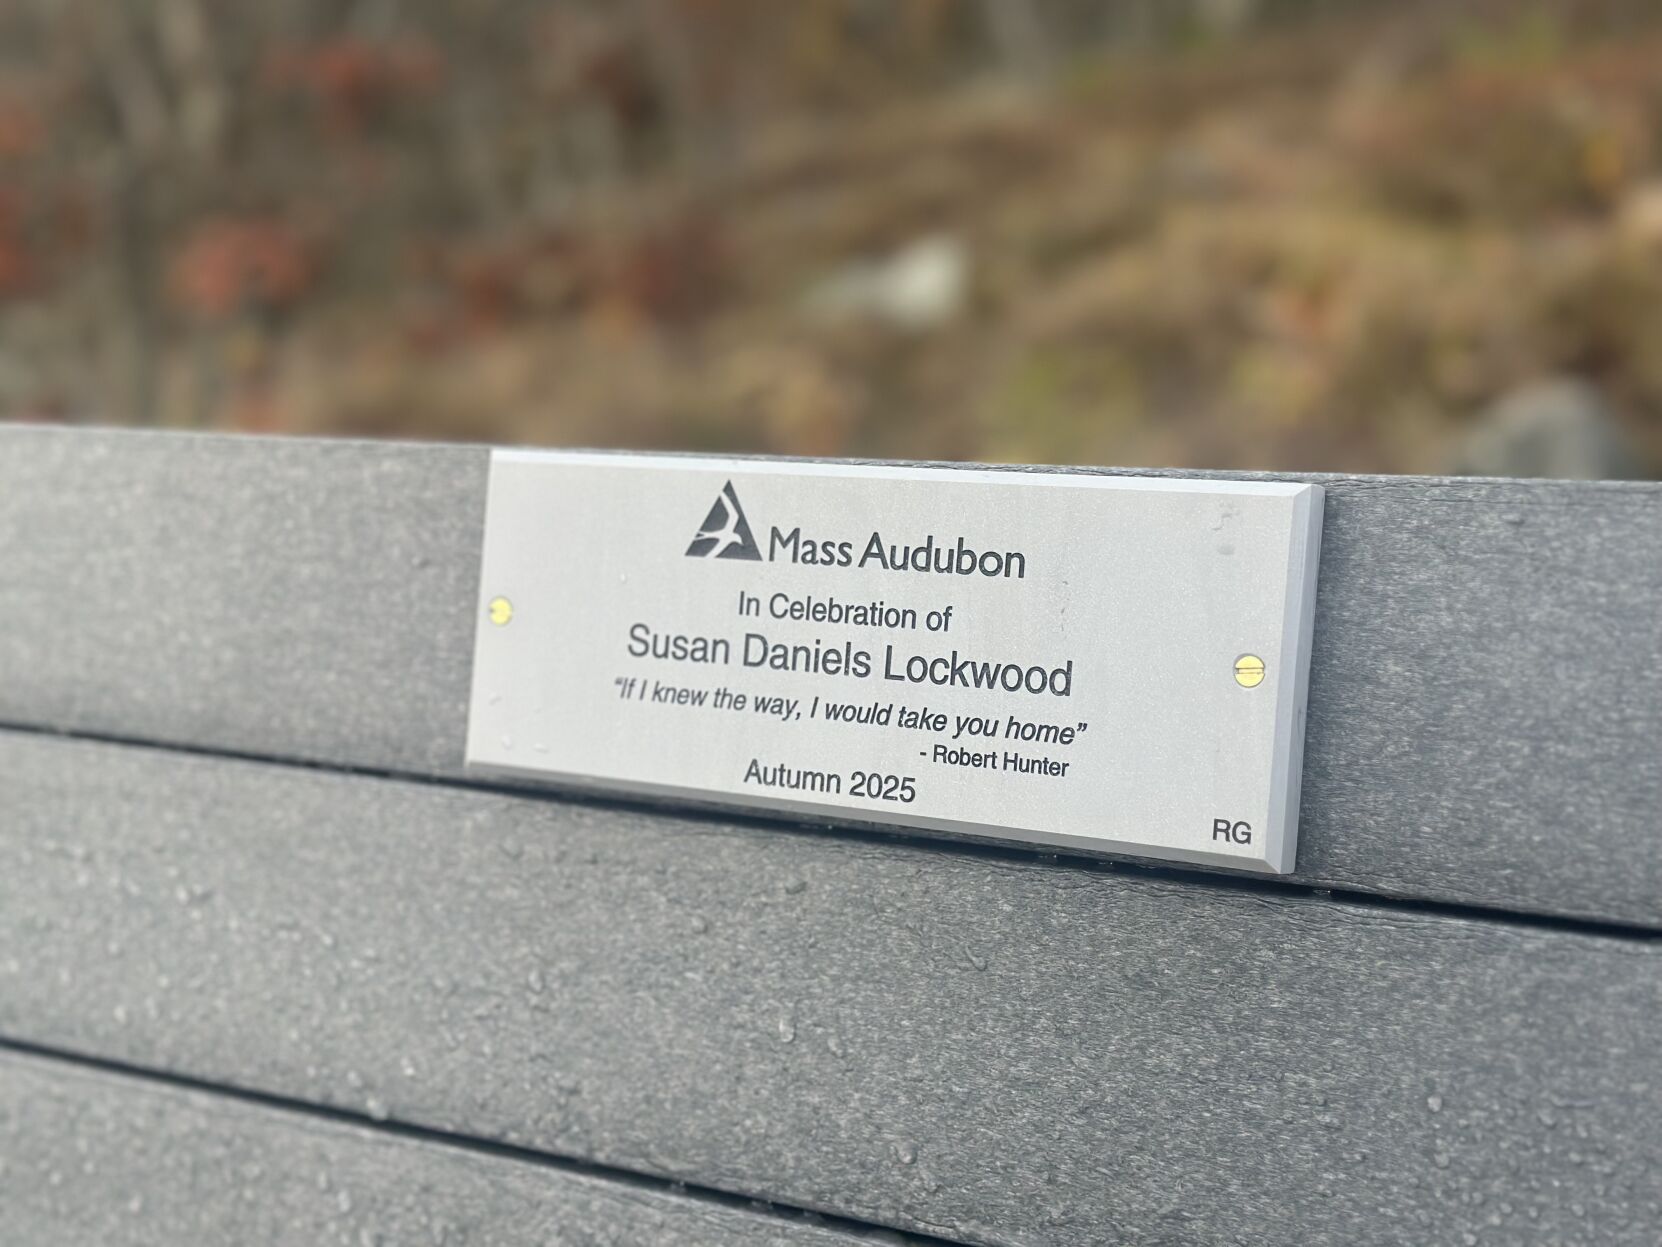 Mass Audubon
In Celebration of
Susan Daniels Lockwood
“If I knew the way, I would take you home”
- Robert Hunter
Autumn 2025
RG